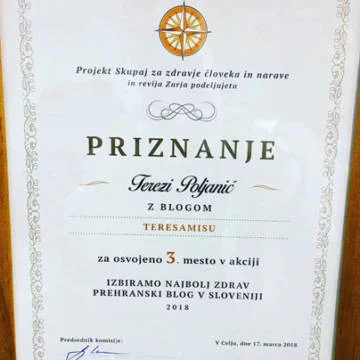 Projekt Skupaj za zdravje človeka in narave
in revija Zarja podeljujeta
PRIZNANJE
Terezi Poljanič
Z BLOGOM
TERESAMISU
za osvojeno 3. mesto v akciji
IZBIRAMO NAJBOLJ ZDRAV
PREHRANSKI BLOG V SLOVENIJI
2018
Predsednik komisije:
V Celju, dne 17. marca 2018